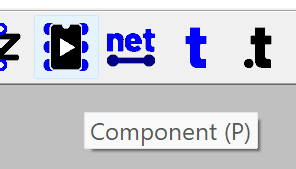 net t .t
Component (P)